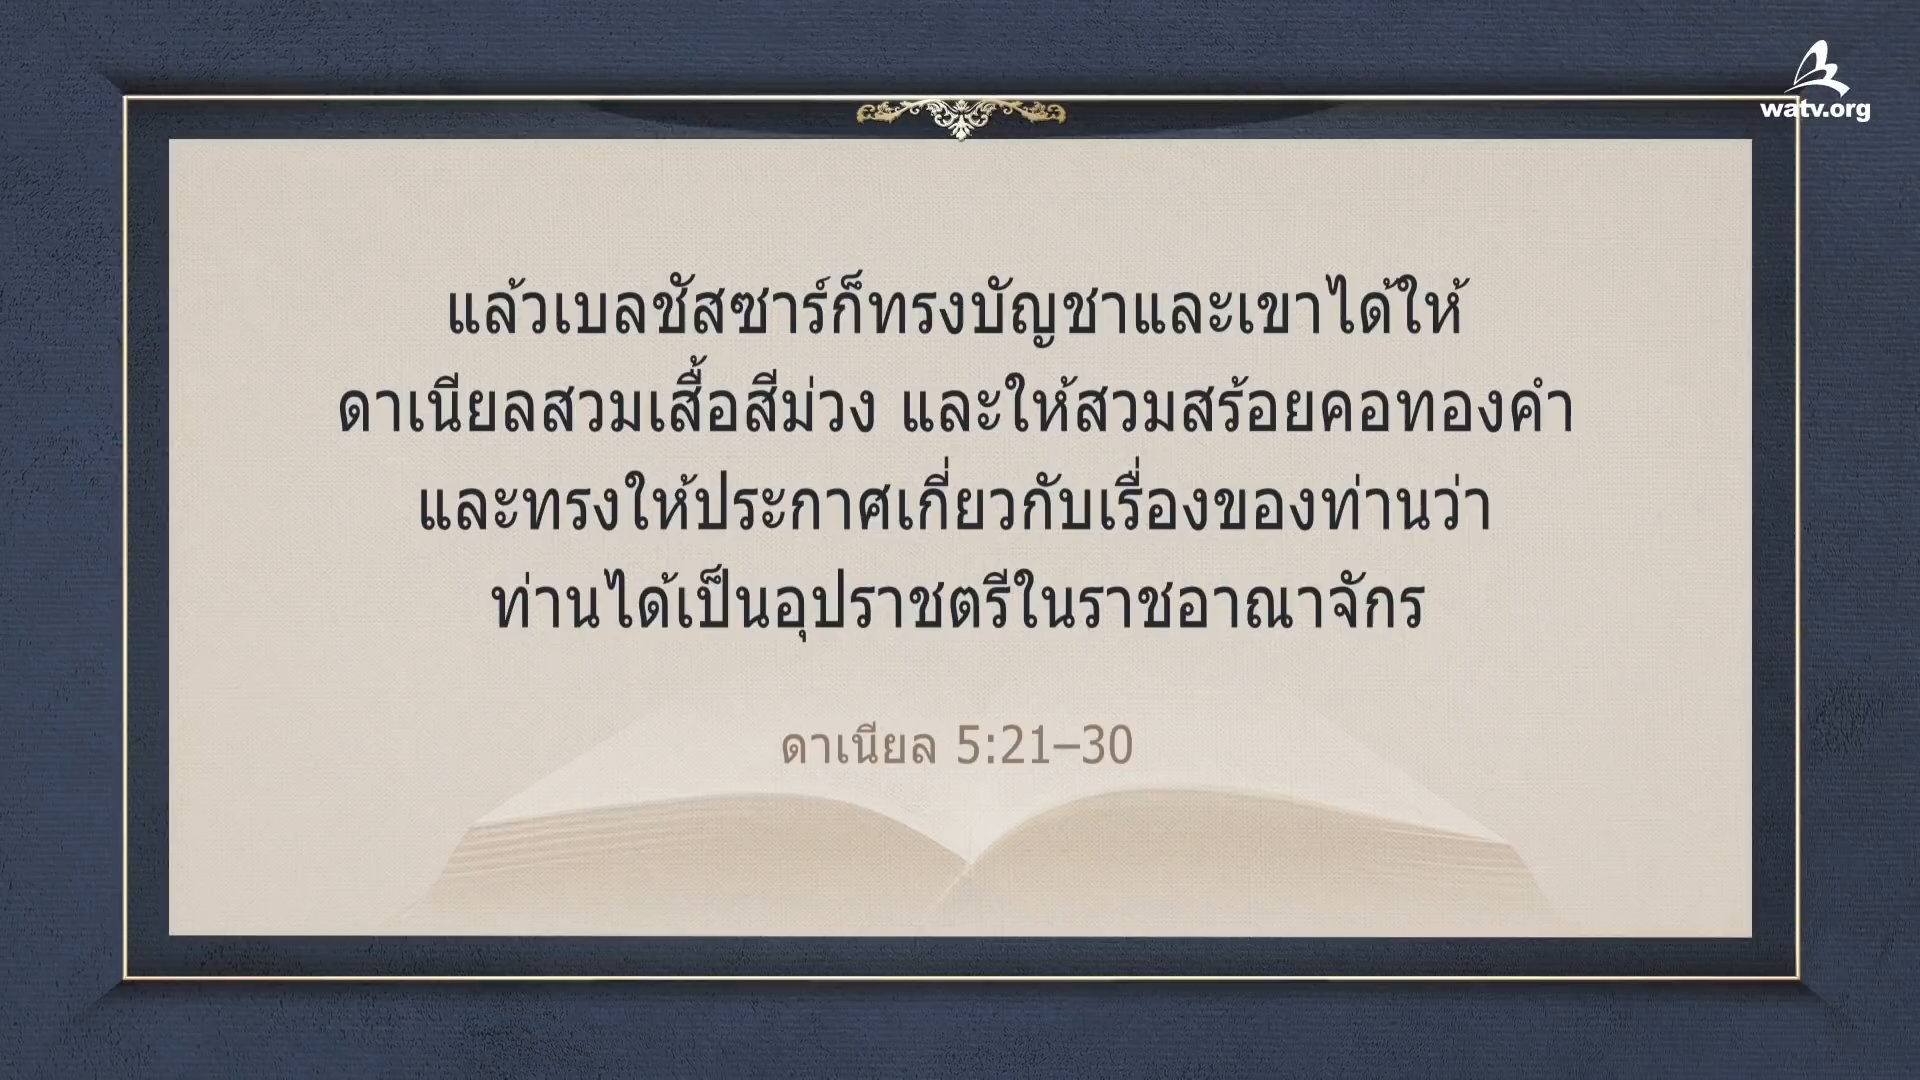 watv.org
แล้วเบลชัสซาร์ก็ทรงบัญชาและเขาได้ให้
ดาเนียลสวมเสื้อสีม่วง และให้สวมสร้อยคอทองคำ
และทรงให้ประกาศเกี่ยวกับเรื่องของท่านว่า
ท่านได้เป็นอุปราชตรีในราชอาณาจักร
ดาเนียล 5:21–30